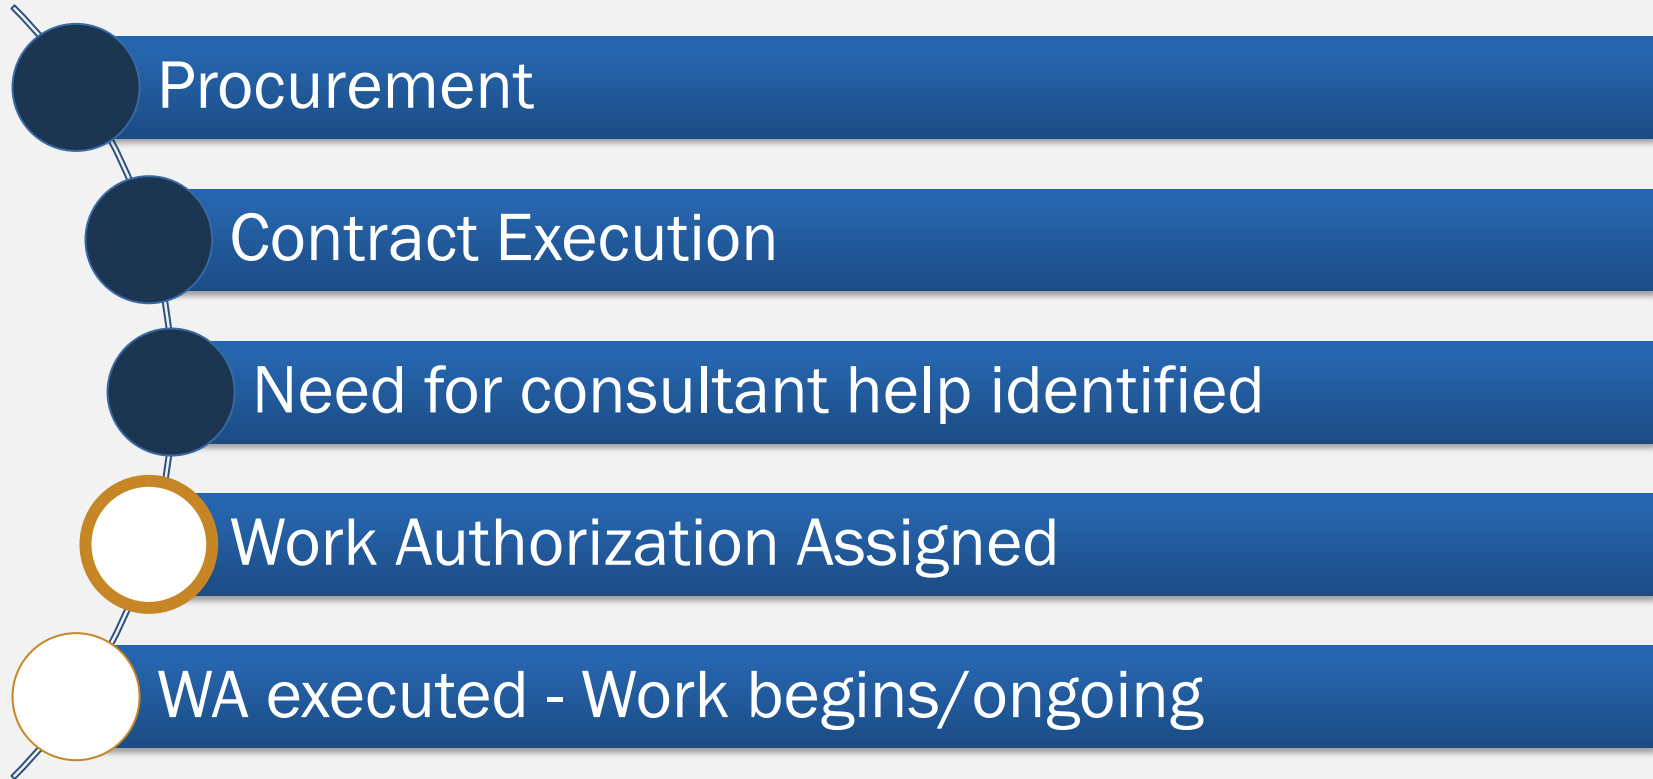 Procurement
Contract Execution
Need for consultant help identified
Work Authorization Assigned
WA executed - Work begins/ongoing